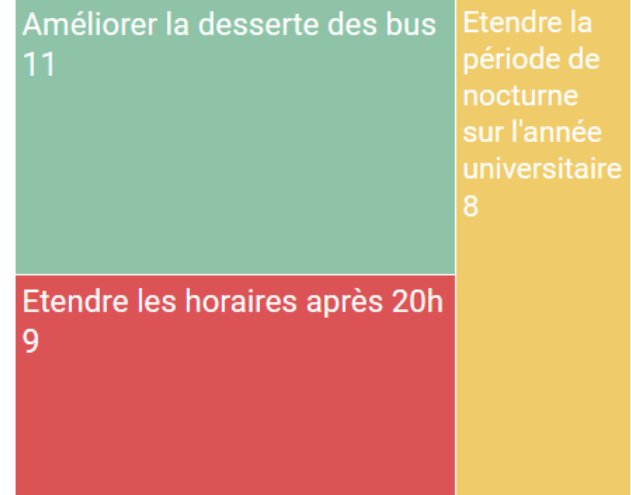 Améliorer la desserte des bus
11
Etendre la
période de
nocturne
sur l'année
universitaire
8
Etendre les horaires après 20h
9